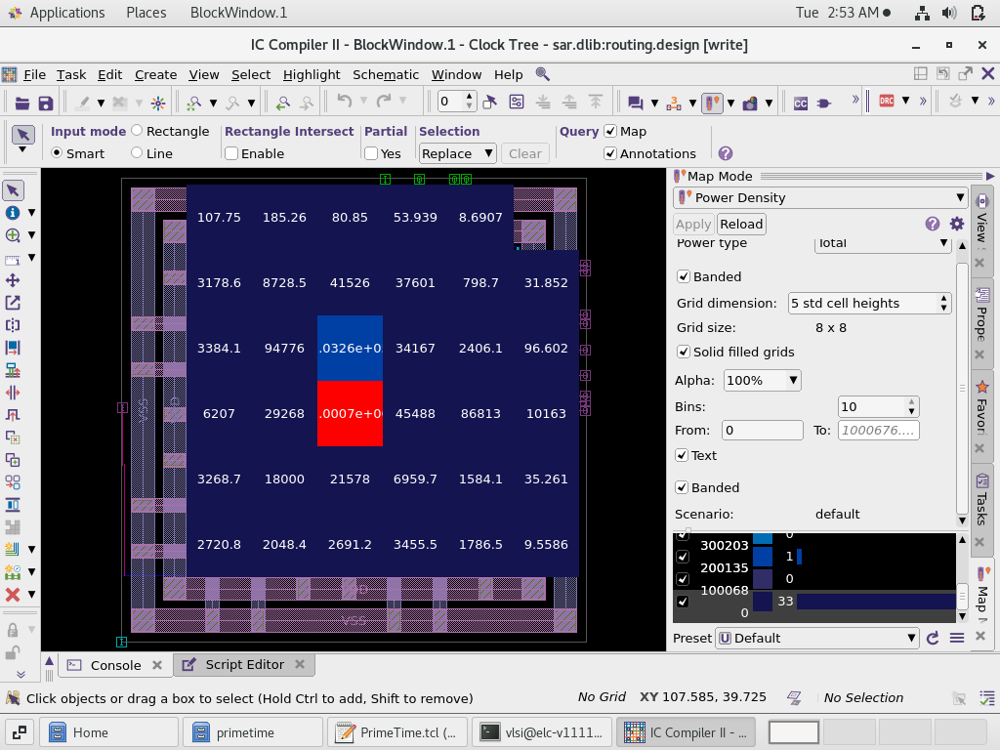 Applications Places BlockWindow.1 Tue 2:53 AM
IC Compiler II - BlockWindow.1 - Clock Tree - sar.dlib:routing.design [write]
File Task Edit Create View Select Highlight Schematic Window Help
0 CC DRC
Input mode Rectangle Rectangle Intersect Partial Selection Query Map
Smart Line Enable Yes Replace Clear Annotations
Map Mode
Power Density
Apply Reload
Power type Total
Banded
Grid dimension: 5 std cell heights
Grid size: 8 x 8
Solid filled grids
Alpha: 100%
Bins: 10
From: 0 To: 1000676....
Text
Banded
Scenario: default
0
300203
1
200135
0
100068
33
0
Preset Default
View
Prope
Favori
Tasks
Map M
107.75 185.26 80.85 53.939 8.6907
3178.6 8728.5 41526 37601 798.7 31.852
3384.1 94776 .0326e+0 34167 2406.1 96.602
6207 29268 .0007e+0 45488 86813 10163
3268.7 18000 21578 6959.7 1584.1 35.261
2720.8 2048.4 2691.2 3455.5 1786.5 9.5586
VSS
VSS
Console Script Editor
Click objects or drag a box to select (Hold Ctrl to add, Shift to remove) No Grid XY 107.585, 39.725 No Selection
Home primetime PrimeTime.tcl (... vlsi@elc-v1111... IC Compiler II - ...